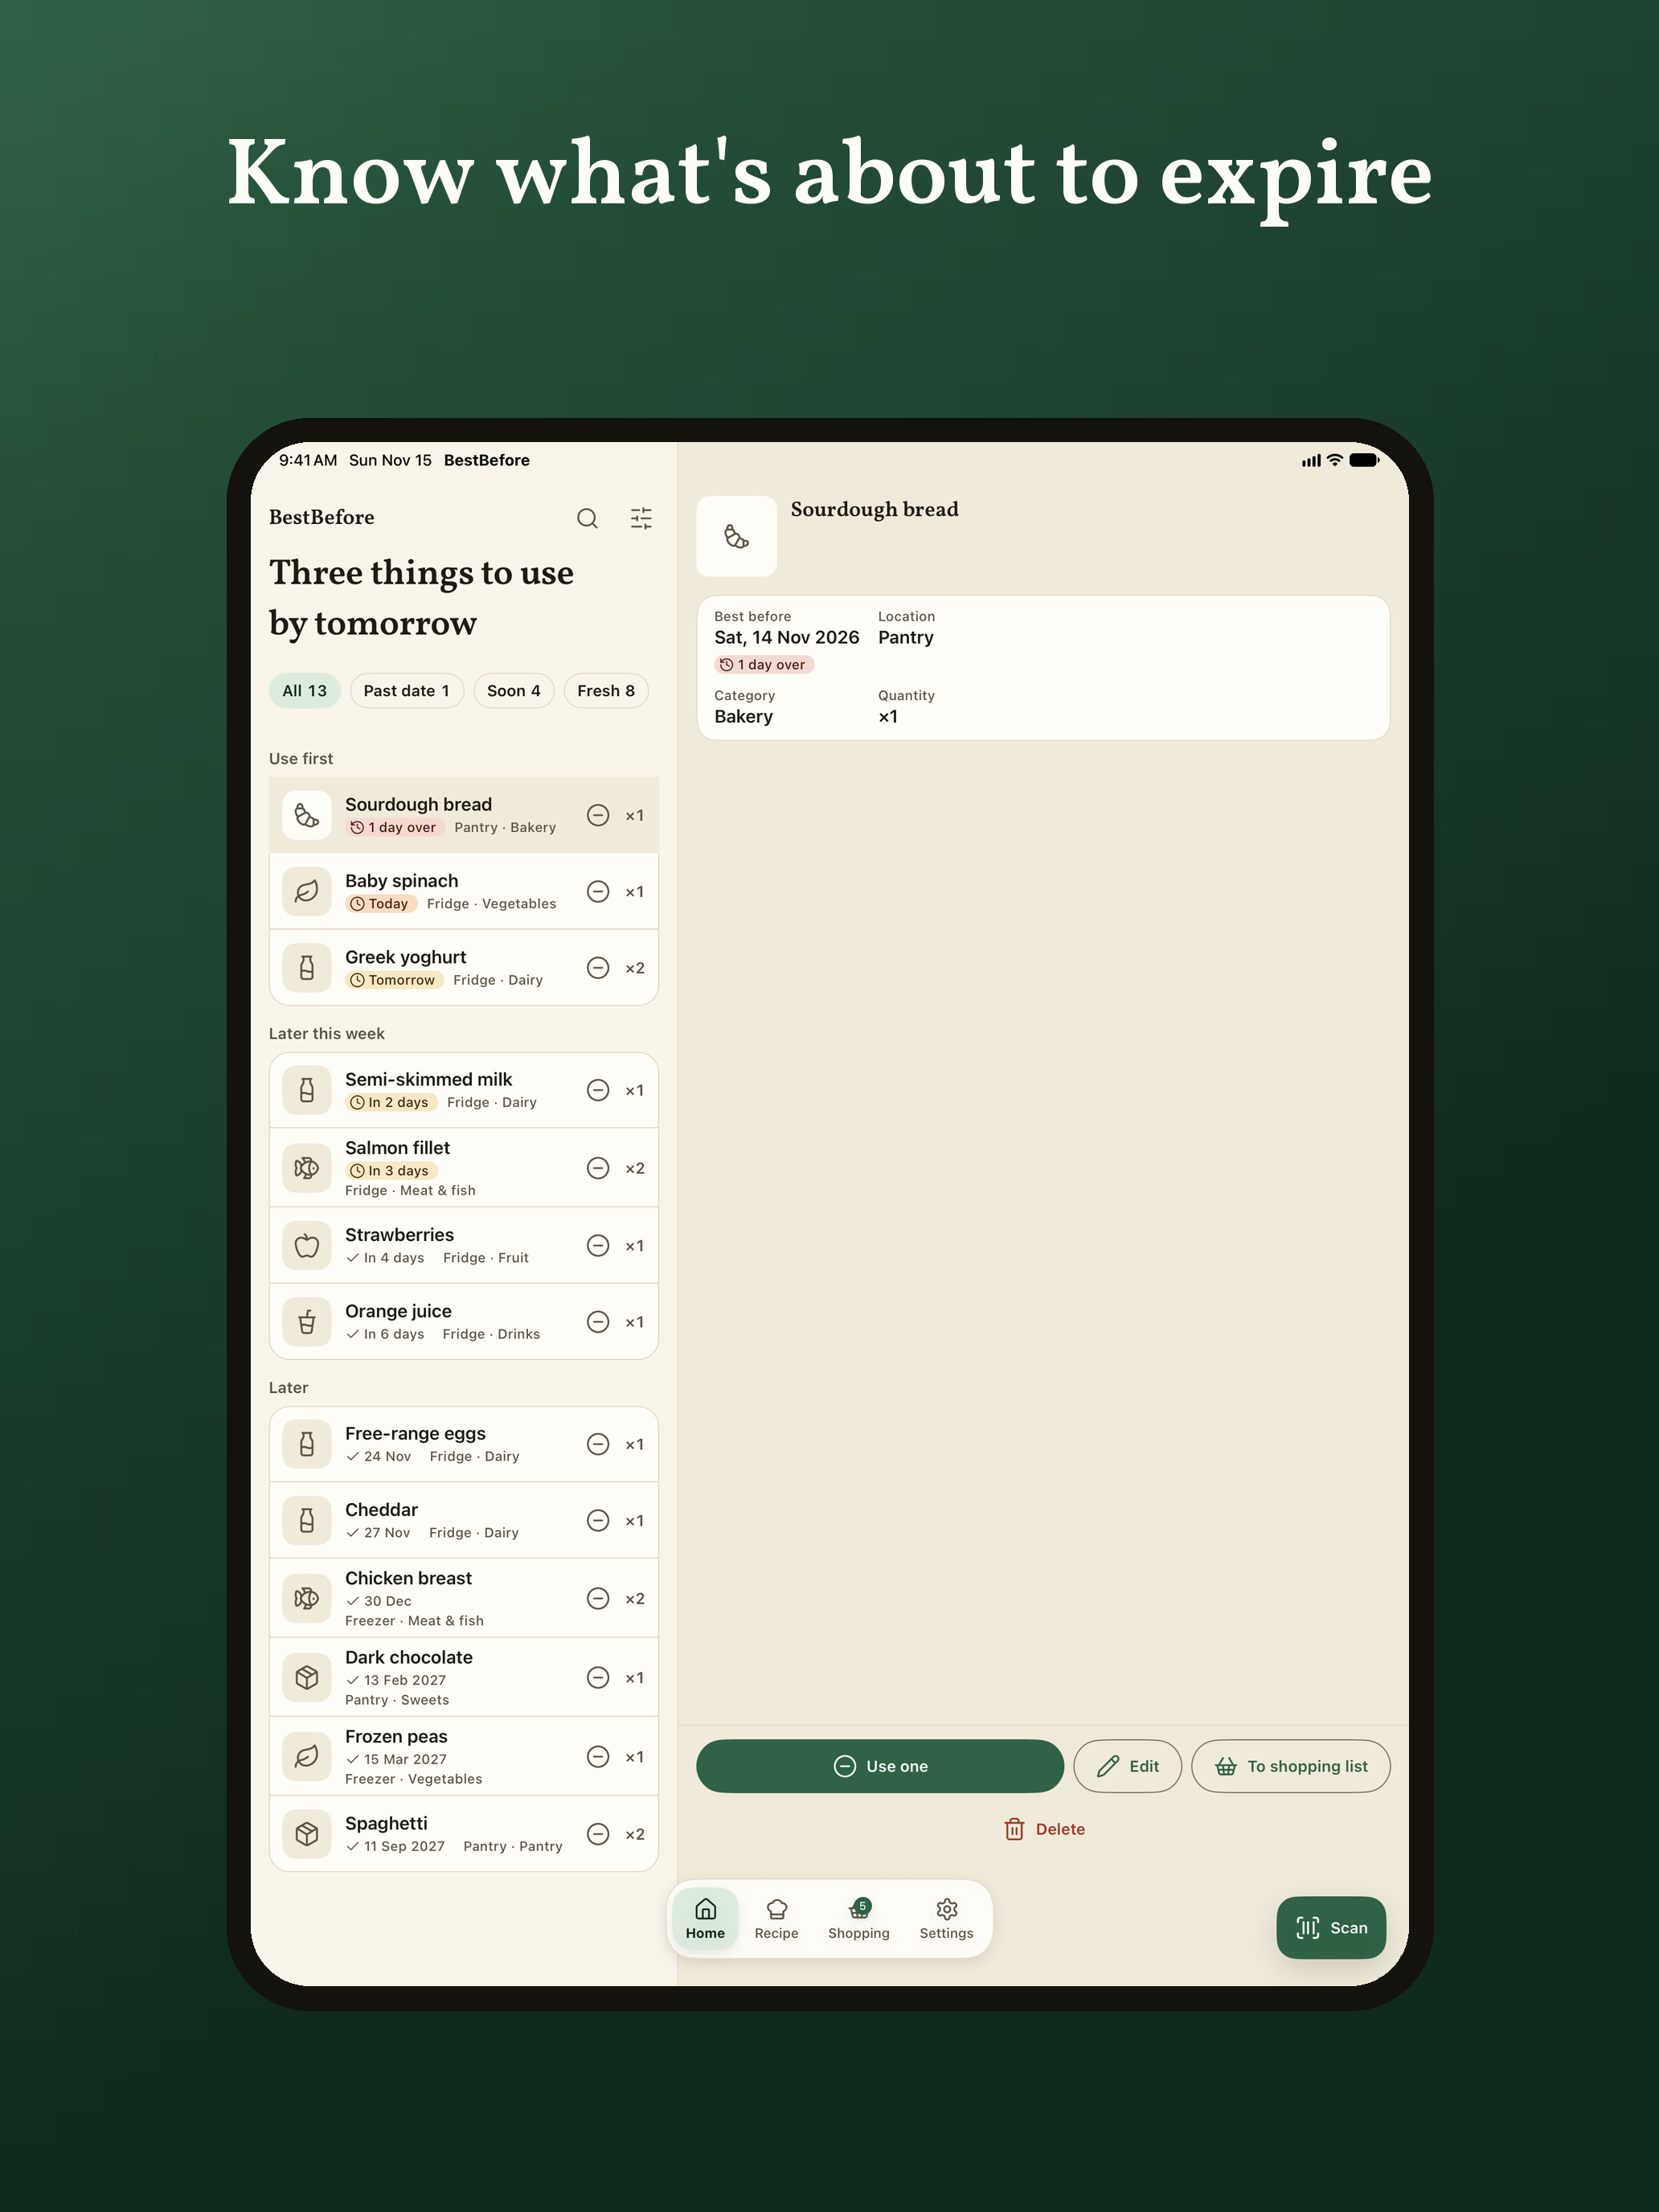 Know what's about to expire
9:41 AM Sun Nov 15 BestBefore
BestBefore
Three things to use
by tomorrow
All 13 Past date 1 Soon 4 Fresh 8
Use first
Sourdough bread
1 day over Pantry · Bakery
×1
Baby spinach
Today Fridge · Vegetables
×1
Greek yoghurt
Tomorrow Fridge · Dairy
×2
Later this week
Semi-skimmed milk
In 2 days Fridge · Dairy
×1
Salmon fillet
In 3 days
Fridge · Meat & fish
×2
Strawberries
In 4 days Fridge · Fruit
×1
Orange juice
In 6 days Fridge · Drinks
×1
Later
Free-range eggs
24 Nov Fridge · Dairy
×1
Cheddar
27 Nov Fridge · Dairy
×1
Chicken breast
30 Dec
Freezer · Meat & fish
×2
Dark chocolate
13 Feb 2027
Pantry · Sweets
×1
Frozen peas
15 Mar 2027
Freezer · Vegetables
×1
Spaghetti
11 Sep 2027 Pantry · Pantry
×2
Sourdough bread
Best before Location
Sat, 14 Nov 2026 Pantry
1 day over
Category Quantity
Bakery ×1
Use one Edit To shopping list
Delete
5
Home Recipe Shopping Settings
Scan